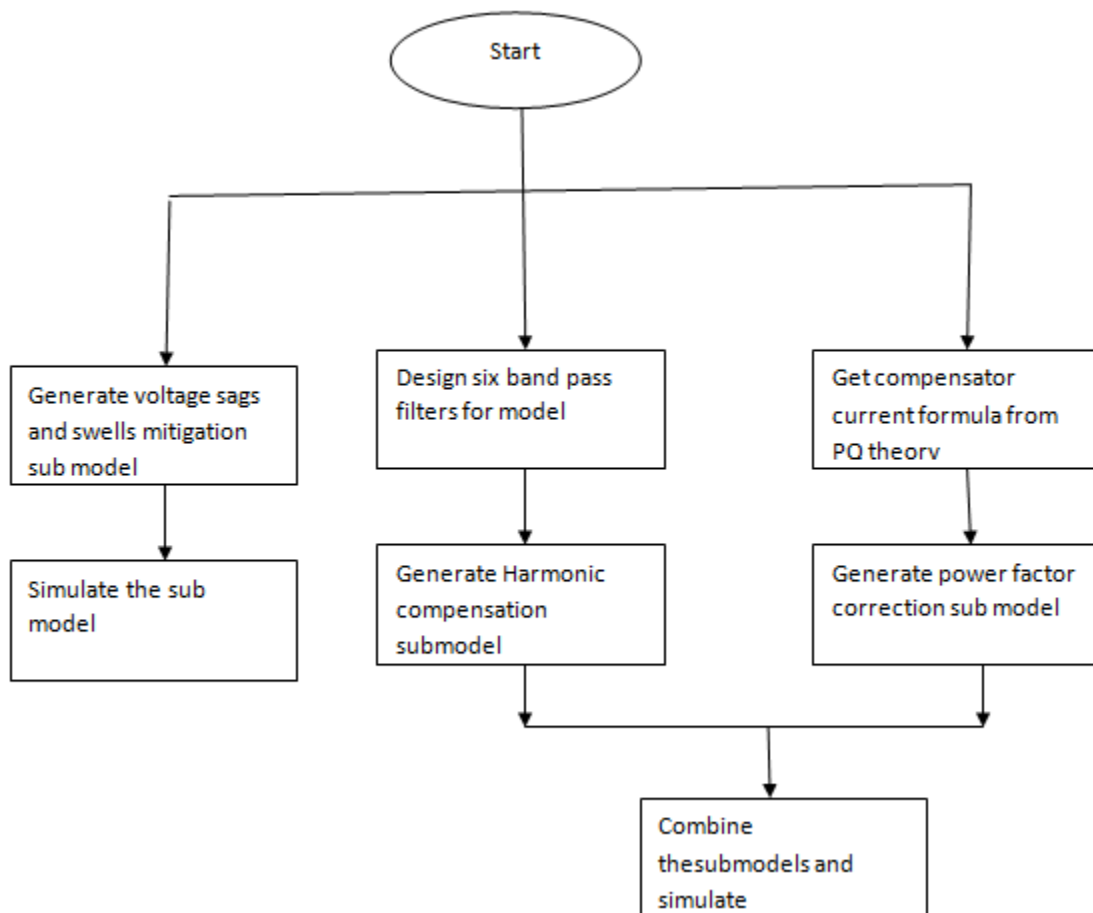 Start
Generate voltage sags
and swells mitigation
sub model
Simulate the sub
model
Design six band pass
filters for model
Generate Harmonic
compensation
submodel
Get compensator
current formula from
PQ theory
Generate power factor
correction sub model
Combine
thesubmodels and
simulate